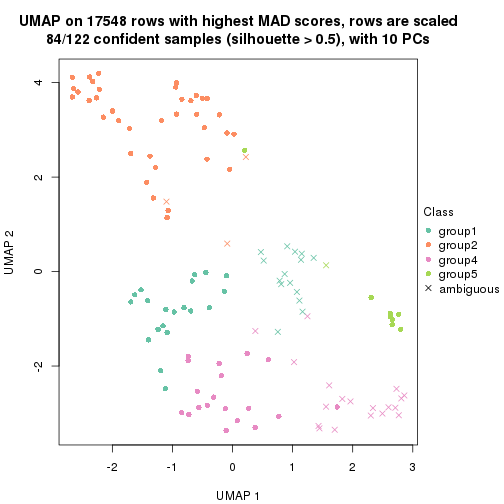 UMAP on 17548 rows with highest MAD scores, rows are scaled
84/122 confident samples (silhouette > 0.5), with 10 PCs
4
2
0
-2
UMAP 2
-2
-1
0
1
2
3
UMAP 1
Class
group1
group2
group4
group5
ambiguous